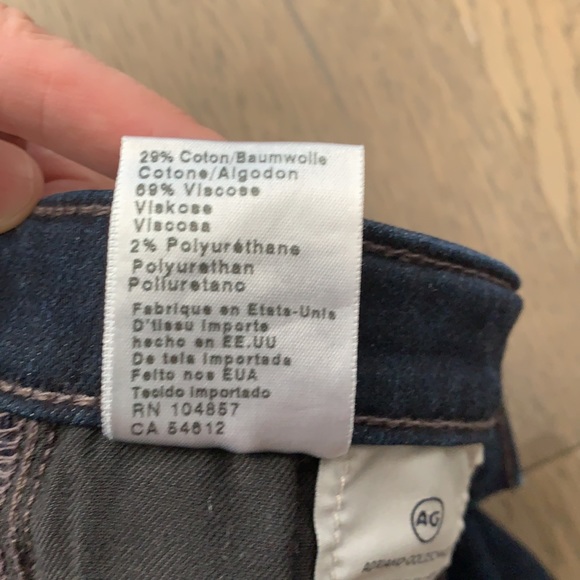 29% Coton/Baumwolle
Cotone/Algodon
69% Viscose
Viskose
Viscosa
2% Polyuréthane
Polyurethan
Poliuretano
Fabrique en Etats-Unis
D'tissu importe
hecho en EE.UU
De tela importada
Feito nos EUA
Tecido importado
RN 104857
CA 54612
AG
ADRIANO